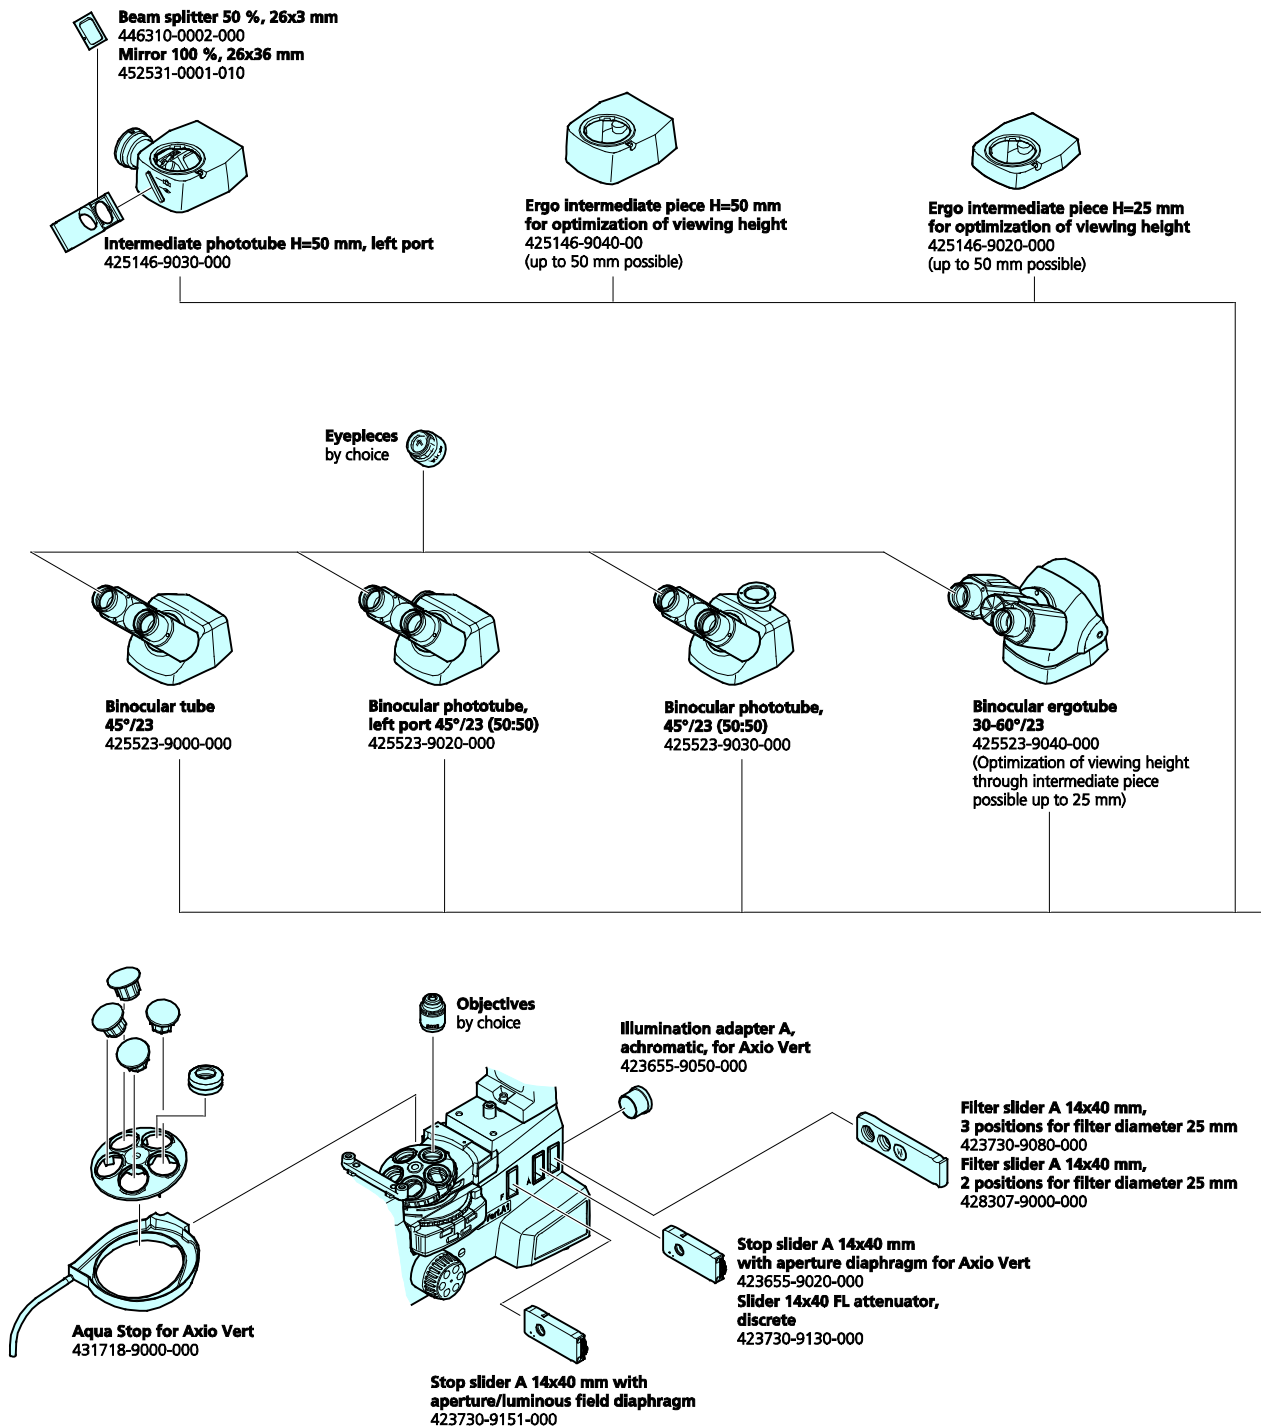 Beam splitter 50 %, 26x3 mm
446310-0002-000
Mirror 100 %, 26x36 mm
452531-0001-010
Intermediate phototube H=50 mm, left port
425146-9030-000
Ergo intermediate piece H=50 mm
for optimization of viewing height
425146-9040-00
(up to 50 mm possible)
Ergo intermediate piece H=25 mm
for optimization of viewing height
425146-9020-000
(up to 50 mm possible)
Eyepieces
by choice
Binocular tube
45°/23
425523-9000-000
Binocular phototube,
left port 45°/23 (50:50)
425523-9020-000
Binocular phototube,
45°/23 (50:50)
425523-9030-000
Binocular ergotube
30-60°/23
425523-9040-000
(Optimization of viewing height
through intermediate piece
possible up to 25 mm)
Objectives
by choice
Illumination adapter A,
achromatic, for Axio Vert
423655-9050-000
Filter slider A 14x40 mm,
3 positions for filter diameter 25 mm
423730-9080-000
Filter slider A 14x40 mm,
2 positions for filter diameter 25 mm
428307-9000-000
F
A
Vert.A1
Stop slider A 14x40 mm
with aperture diaphragm for Axio Vert
423655-9020-000
Slider 14x40 FL attenuator,
discrete
423730-9130-000
Aqua Stop for Axio Vert
431718-9000-000
Stop slider A 14x40 mm with
aperture/luminous field diaphragm
423730-9151-000